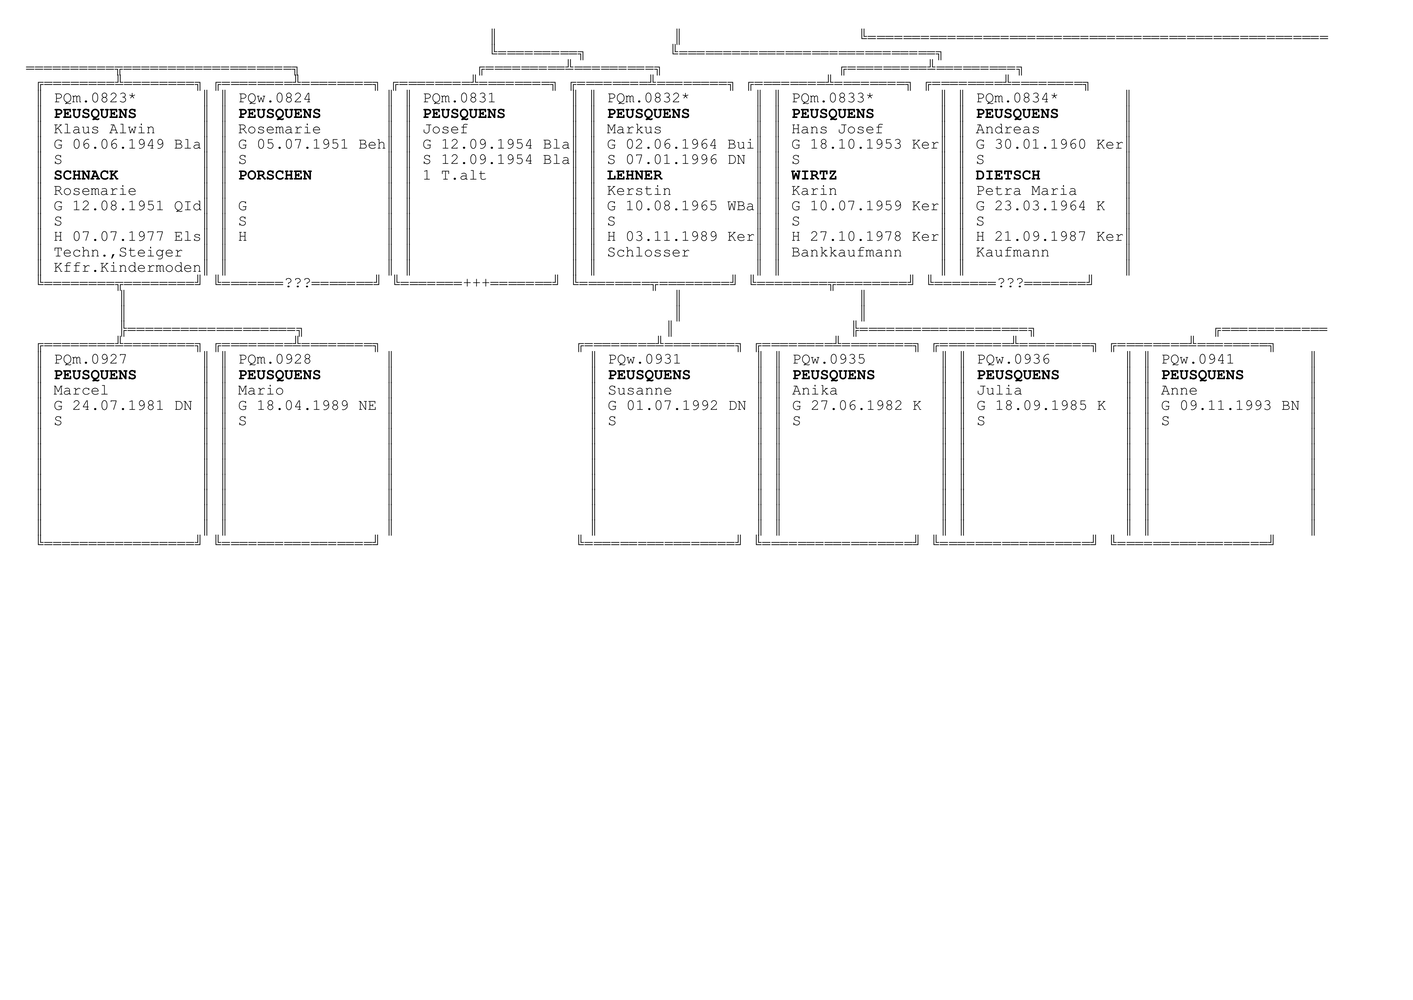 PQm.0823*
PEUSQUENS
Klaus Alwin
G 06.06.1949 Bla
S
SCHNACK
Rosemarie
G 12.08.1951 QId
S
H 07.07.1977 Els
Techn.,Steiger
Kffr.Kindermoden
PQw.0824
PEUSQUENS
Rosemarie
G 05.07.1951 Beh
S
PORSCHEN
G
S
H
???
PQm.0831
PEUSQUENS
Josef
G 12.09.1954 Bla
S 12.09.1954 Bla
1 T.alt
+++
PQm.0832*
PEUSQUENS
Markus
G 02.06.1964 Bui
S 07.01.1996 DN
LEHNER
Kerstin
G 10.08.1965 WBa
S
H 03.11.1989 Ker
Schlosser
PQm.0833*
PEUSQUENS
Hans Josef
G 18.10.1953 Ker
S
WIRTZ
Karin
G 10.07.1959 Ker
S
H 27.10.1978 Ker
Bankkaufmann
PQm.0834*
PEUSQUENS
Andreas
G 30.01.1960 Ker
S
DIETSCH
Petra Maria
G 23.03.1964 K
S
H 21.09.1987 Ker
Kaufmann
???
PQm.0927
PEUSQUENS
Marcel
G 24.07.1981 DN
S
PQm.0928
PEUSQUENS
Mario
G 18.04.1989 NE
S
PQw.0931
PEUSQUENS
Susanne
G 01.07.1992 DN
S
PQw.0935
PEUSQUENS
Anika
G 27.06.1982 K
S
PQw.0936
PEUSQUENS
Julia
G 18.09.1985 K
S
PQw.0941
PEUSQUENS
Anne
G 09.11.1993 BN
S